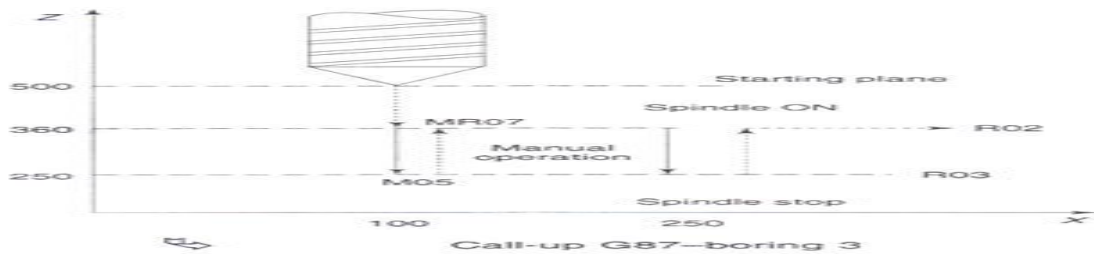 Z
500
Starting plane
Spindle ON
360
MR07
R02
Manual
operation
250
M05
R03
Spindle stop
100
250
X
Call-up G87–boring 3